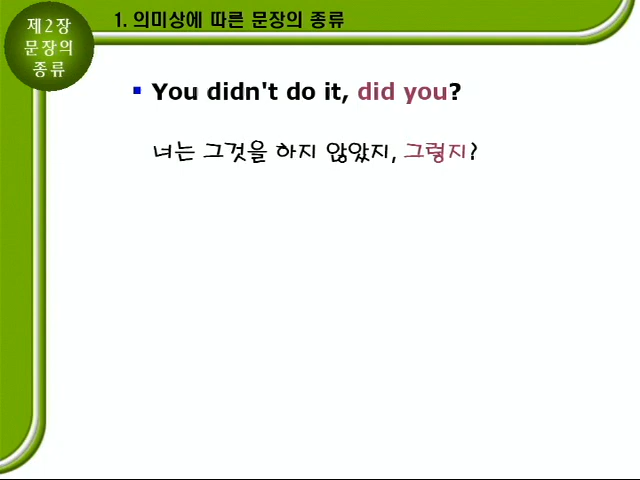 제2장
문장의
종류
1. 의미상에 따른 문장의 종류
You didn't do it, did you?
너는 그것을 하지 않았지, 그렇지?